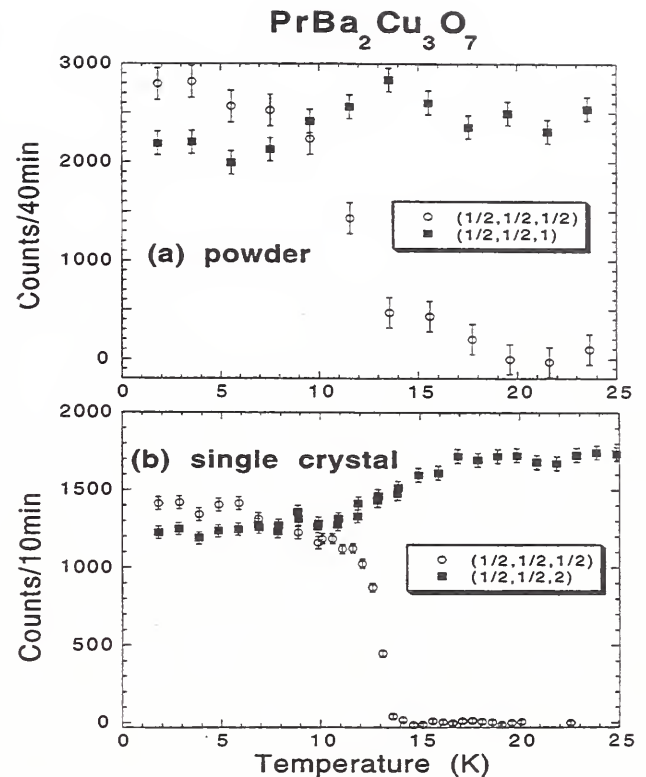 PrBa2Cu3O7
3000
2000
1000
0
Counts/40min
(1/2,1/2,1/2)
(1/2,1/2,1)
(a) powder
0 5 10 15 20 25
2000
1500
1000
500
0
Counts/10min
(b) single crystal
(1/2,1/2,1/2)
(1/2,1/2,2)
0 5 10 15 20 25
Temperature (K)